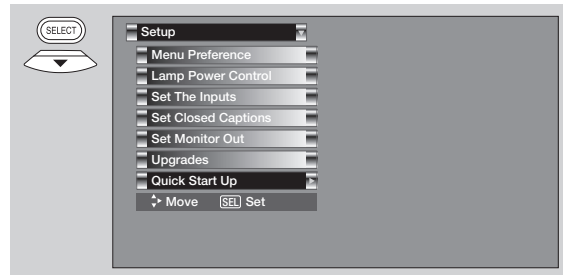 SELECT
Setup
Menu Preference
Lamp Power Control
Set The Inputs
Set Closed Captions
Set Monitor Out
Upgrades
Quick Start Up
Move SEL Set